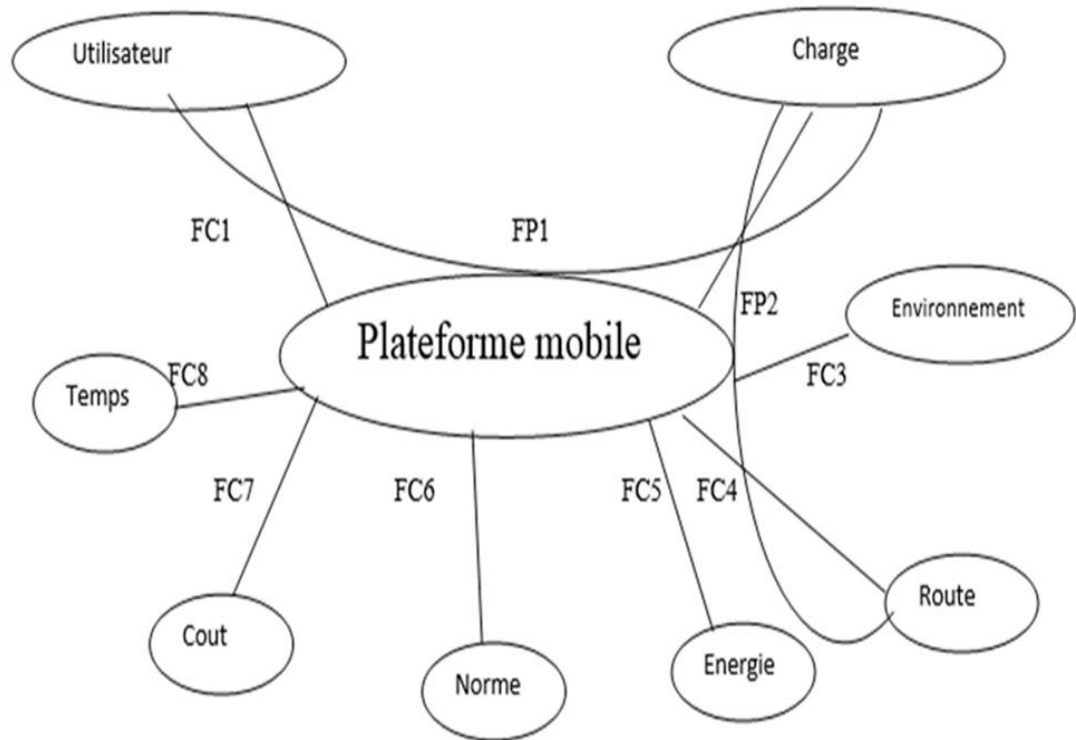 Utilisateur
Charge
FC1
FP1
FP2
Environnement
Plateforme mobile
FC3
FC8
Temps
FC7
FC6
FC5
FC4
Route
Cout
Energie
Norme